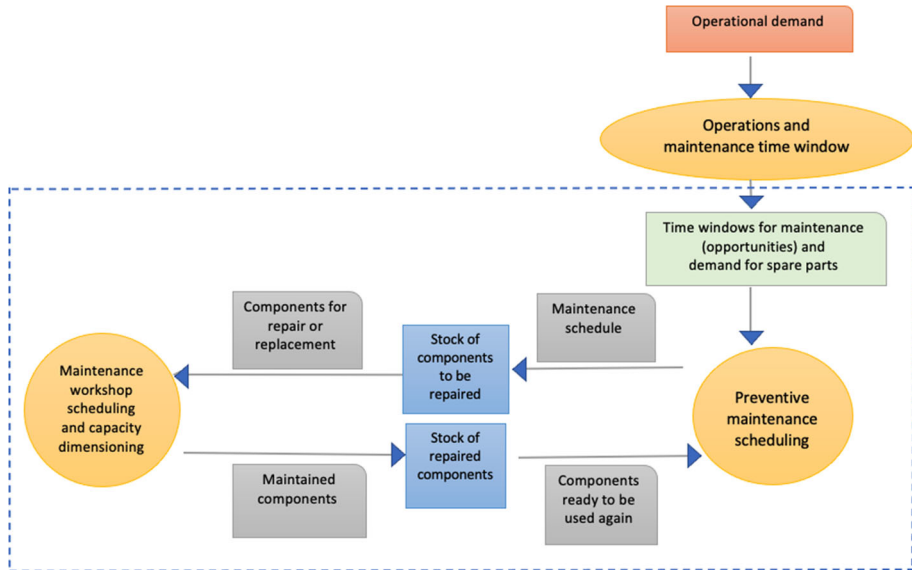 Operational demand
Operations and
maintenance time window
Time windows for maintenance
(opportunities) and
demand for spare parts
Components for
repair or
replacement
Maintenance
schedule
Stock of
components
to be
repaired
Maintenance
workshop
scheduling
and capacity
dimensioning
Preventive
maintenance
scheduling
Stock of
repaired
components
Maintained
components
Components
ready to be
used again